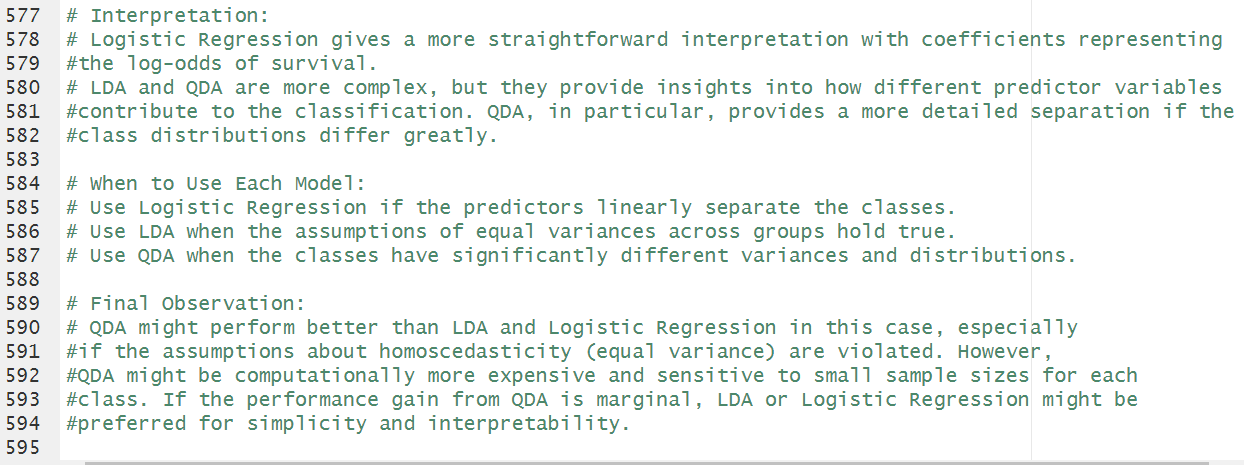 577 # Interpretation:
578 # Logistic Regression gives a more straightforward interpretation with coefficients representing
579 #the log-odds of survival.
580 # LDA and QDA are more complex, but they provide insights into how different predictor variables
581 #contribute to the classification. QDA, in particular, provides a more detailed separation if the
582 #class distributions differ greatly.
583
584 # When to Use Each Model:
585 # Use Logistic Regression if the predictors linearly separate the classes.
586 # Use LDA when the assumptions of equal variances across groups hold true.
587 # Use QDA when the classes have significantly different variances and distributions.
588
589 # Final Observation:
590 # QDA might perform better than LDA and Logistic Regression in this case, especially
591 #if the assumptions about homoscedasticity (equal variance) are violated. However,
592 #QDA might be computationally more expensive and sensitive to small sample sizes for each
593 #class. If the performance gain from QDA is marginal, LDA or Logistic Regression might be
594 #preferred for simplicity and interpretability.
595